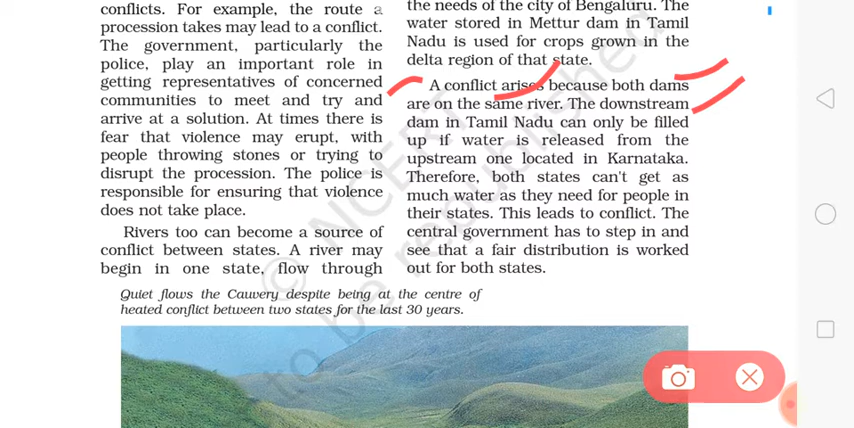 conflicts. For example, the route a
procession takes may lead to a conflict.
The government, particularly the
police, play an important role in
getting representatives of concerned
communities to meet and try and
arrive at a solution. At times there is
fear that violence may erupt, with
people throwing stones or trying to
disrupt the procession. The police is
responsible for ensuring that violence
does not take place.
Rivers too can become a source of
conflict between states. A river may
begin in one state, flow through
the needs of the city of Bengaluru. The
water stored in Mettur dam in Tamil
Nadu is used for crops grown in the
delta region of that state.
A conflict arises because both dams
are on the same river. The downstream
dam in Tamil Nadu can only be filled
up if water is released from the
upstream one located in Karnataka.
Therefore, both states can't get as
much water as they need for people in
their states. This leads to conflict. The
central government has to step in and
see that a fair distribution is worked
out for both states.
Quiet flows the Cauvery despite being at the centre of
heated conflict between two states for the last 30 years.
© NCERT
to be republished